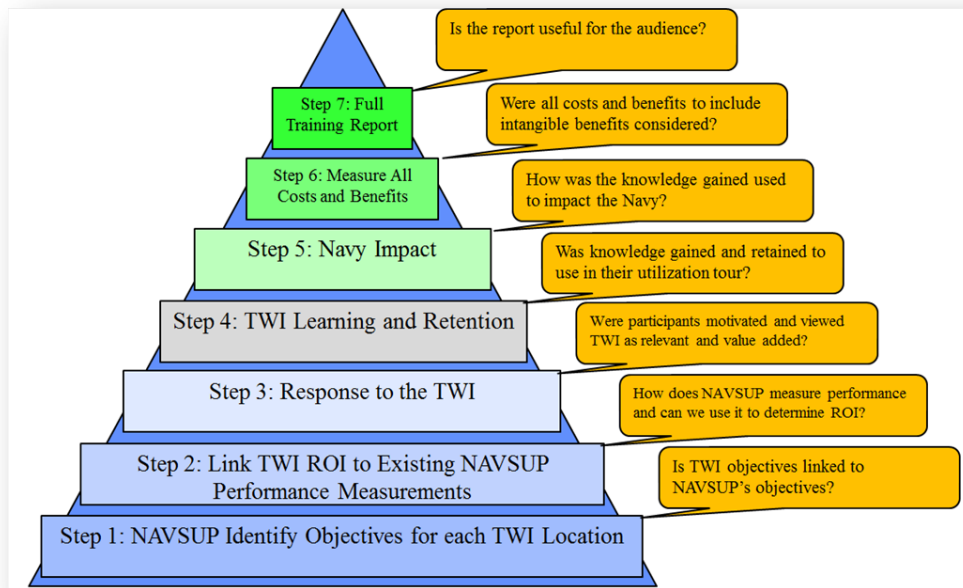 Is the report useful for the audience?
Step 7: Full
Training Report
Were all costs and benefits to include
intangible benefits considered?
Step 6: Measure All
Costs and Benefits
How was the knowledge gained used
to impact the Navy?
Step 5: Navy Impact
Was knowledge gained and retained to
use in their utilization tour?
Step 4: TWI Learning and Retention
Were participants motivated and viewed
TWI as relevant and value added?
Step 3: Response to the TWI
How does NAVSUP measure performance
and can we use it to determine ROI?
Step 2: Link TWI ROI to Existing NAVSUP
Performance Measurements
Is TWI objectives linked to
NAVSUP’s objectives?
Step 1: NAVSUP Identify Objectives for each TWI Location